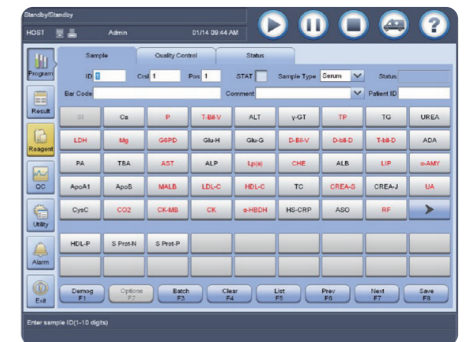 Standby/Standby
HOST Admin 01/14 09:44 AM
Sample Quality Control Status
Program ID 1 Cnd. 1 Pos 1 STAT Sample Type Serum Status
Bar Code Comment Patient ID
Result
Ca P T-Bil-V ALT γ-GT TP TG UREA
Reagent LDH Mg G6PD Glu-H Glu-G D-Bil-V D-bil-D T-bil-D ADA
PA TBA AST ALP Lp(a) CHE ALB LIP α-AMY
QC ApoA1 ApoB MALB LDL-C HDL-C TC CREA-S CREA-J UA
Utility CysC CO2 CK-MB CK α-HBDH HS-CRP ASO RF
Alarm HDL-P S Prot-N S Prot-P
Exit Demog F1 Options F2 Batch F3 Clear F4 List F5 Prev F6 Next F7 Save F8
Enter sample ID(1-10 digits)